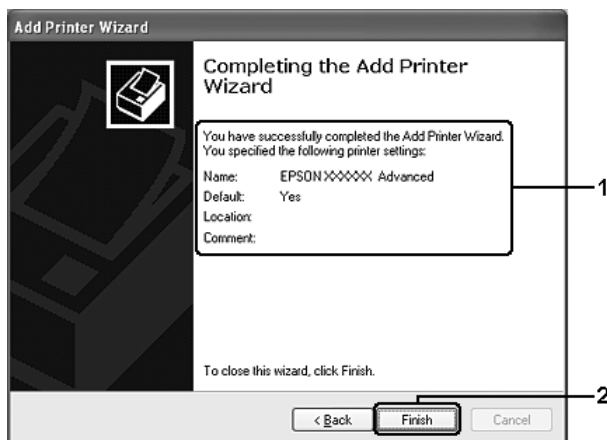 Add Printer Wizard
Completing the Add Printer
Wizard
You have successfully completed the Add Printer Wizard.
You specified the following printer settings:
Name: EPSON XXXXXX Advanced
Default: Yes
Location:
Comment:
1
To close this wizard, click Finish.
2
< Back Finish Cancel